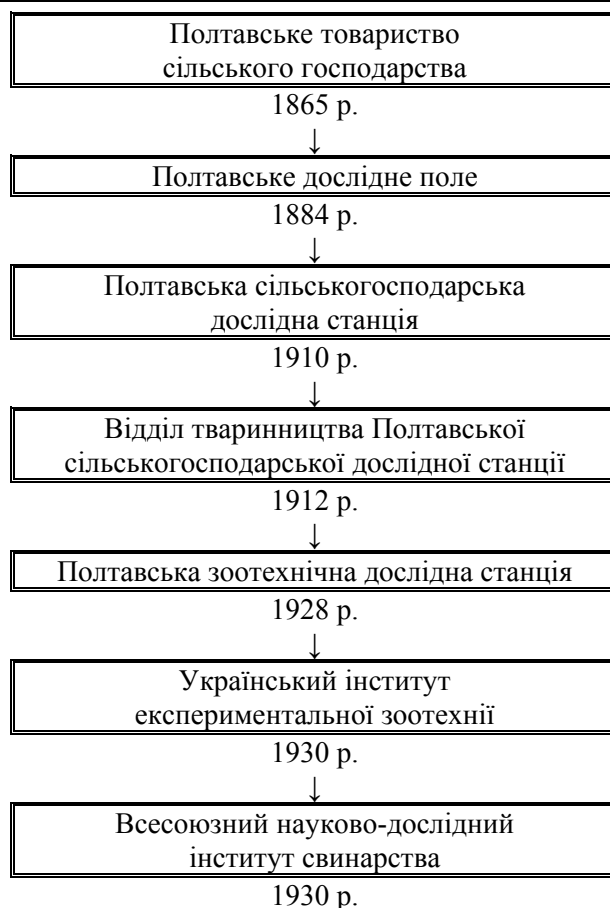 Полтавське товариство
сільського господарства
1865 р.
↓
Полтавське дослідне поле
1884 р.
↓
Полтавська сільськогосподарська
дослідна станція
1910 р.
↓
Відділ тваринництва Полтавської
сільськогосподарської дослідної станції
1912 р.
↓
Полтавська зоотехнічна дослідна станція
1928 р.
↓
Український інститут
експериментальної зоотехнії
1930 р.
↓
Всесоюзний науково-дослідний
інститут свинарства
1930 р.